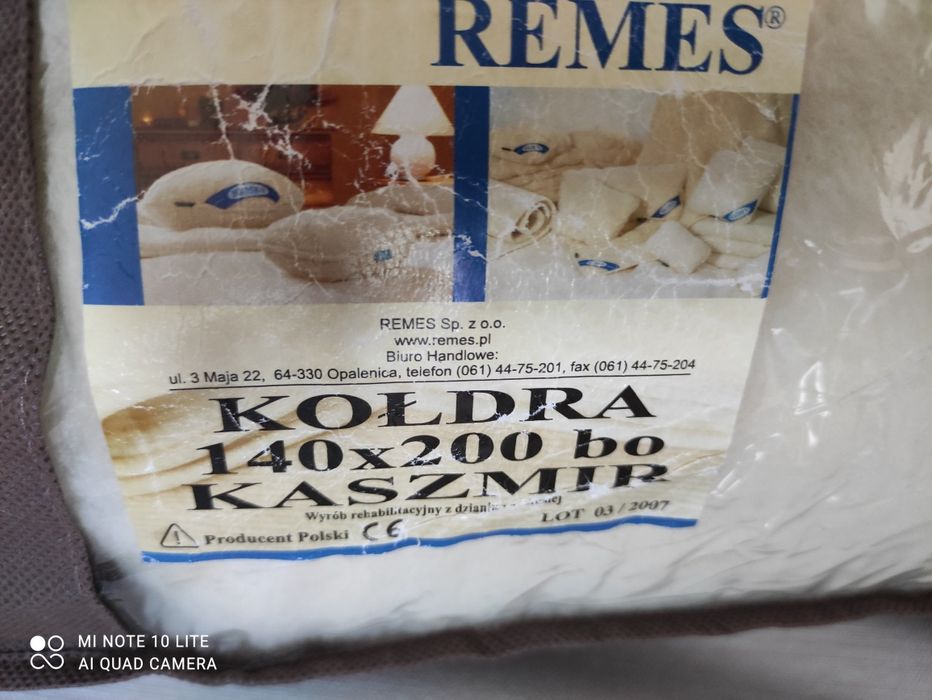 REMES®
REMES Sp. z o.o.
www.remes.pl
Biuro Handlowe:
ul. 3 Maja 22, 64-330 Opalenica, telefon (061) 44-75-201, fax (061) 44-75-204
KOŁDRA
140x200 bo
KASZMIR
Wyrób rehabilitacyjny z
LOT 03/2007
Producent Polski CE
MI NOTE 10 LITE
AI QUAD CAMERA